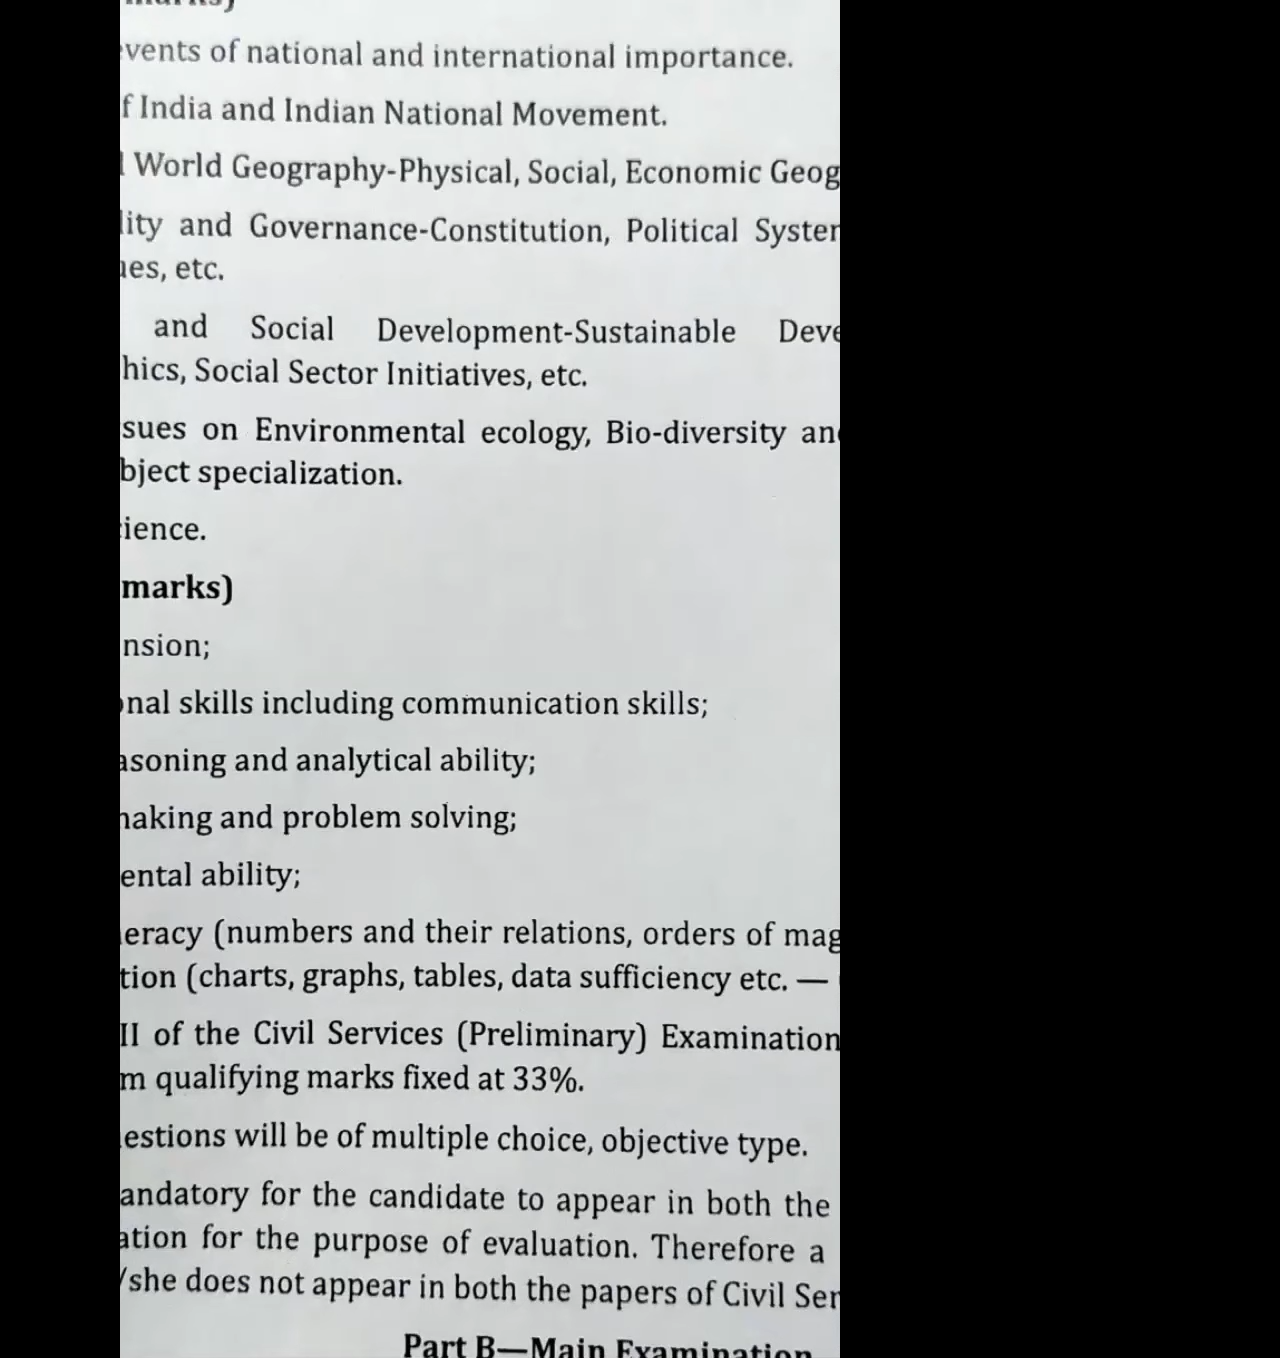 vents of national and international importance.
f India and Indian National Movement.
World Geography-Physical, Social, Economic Geog
lity and Governance-Constitution, Political Syste
es, etc.
and Social Development-Sustainable Deve
hics, Social Sector Initiatives, etc.
sues on Environmental ecology, Bio-diversity an
bject specialization.
ience.
marks)
nsion;
nal skills including communication skills;
asoning and analytical ability;
aking and problem solving;
ental ability;
eracy (numbers and their relations, orders of mag
tion (charts, graphs, tables, data sufficiency etc. —
II of the Civil Services (Preliminary) Examination
m qualifying marks fixed at 33%.
estions will be of multiple choice, objective type.
andatory for the candidate to appear in both the
ation for the purpose of evaluation. Therefore a
/she does not appear in both the papers of Civil Ser
Part B—Main Examination